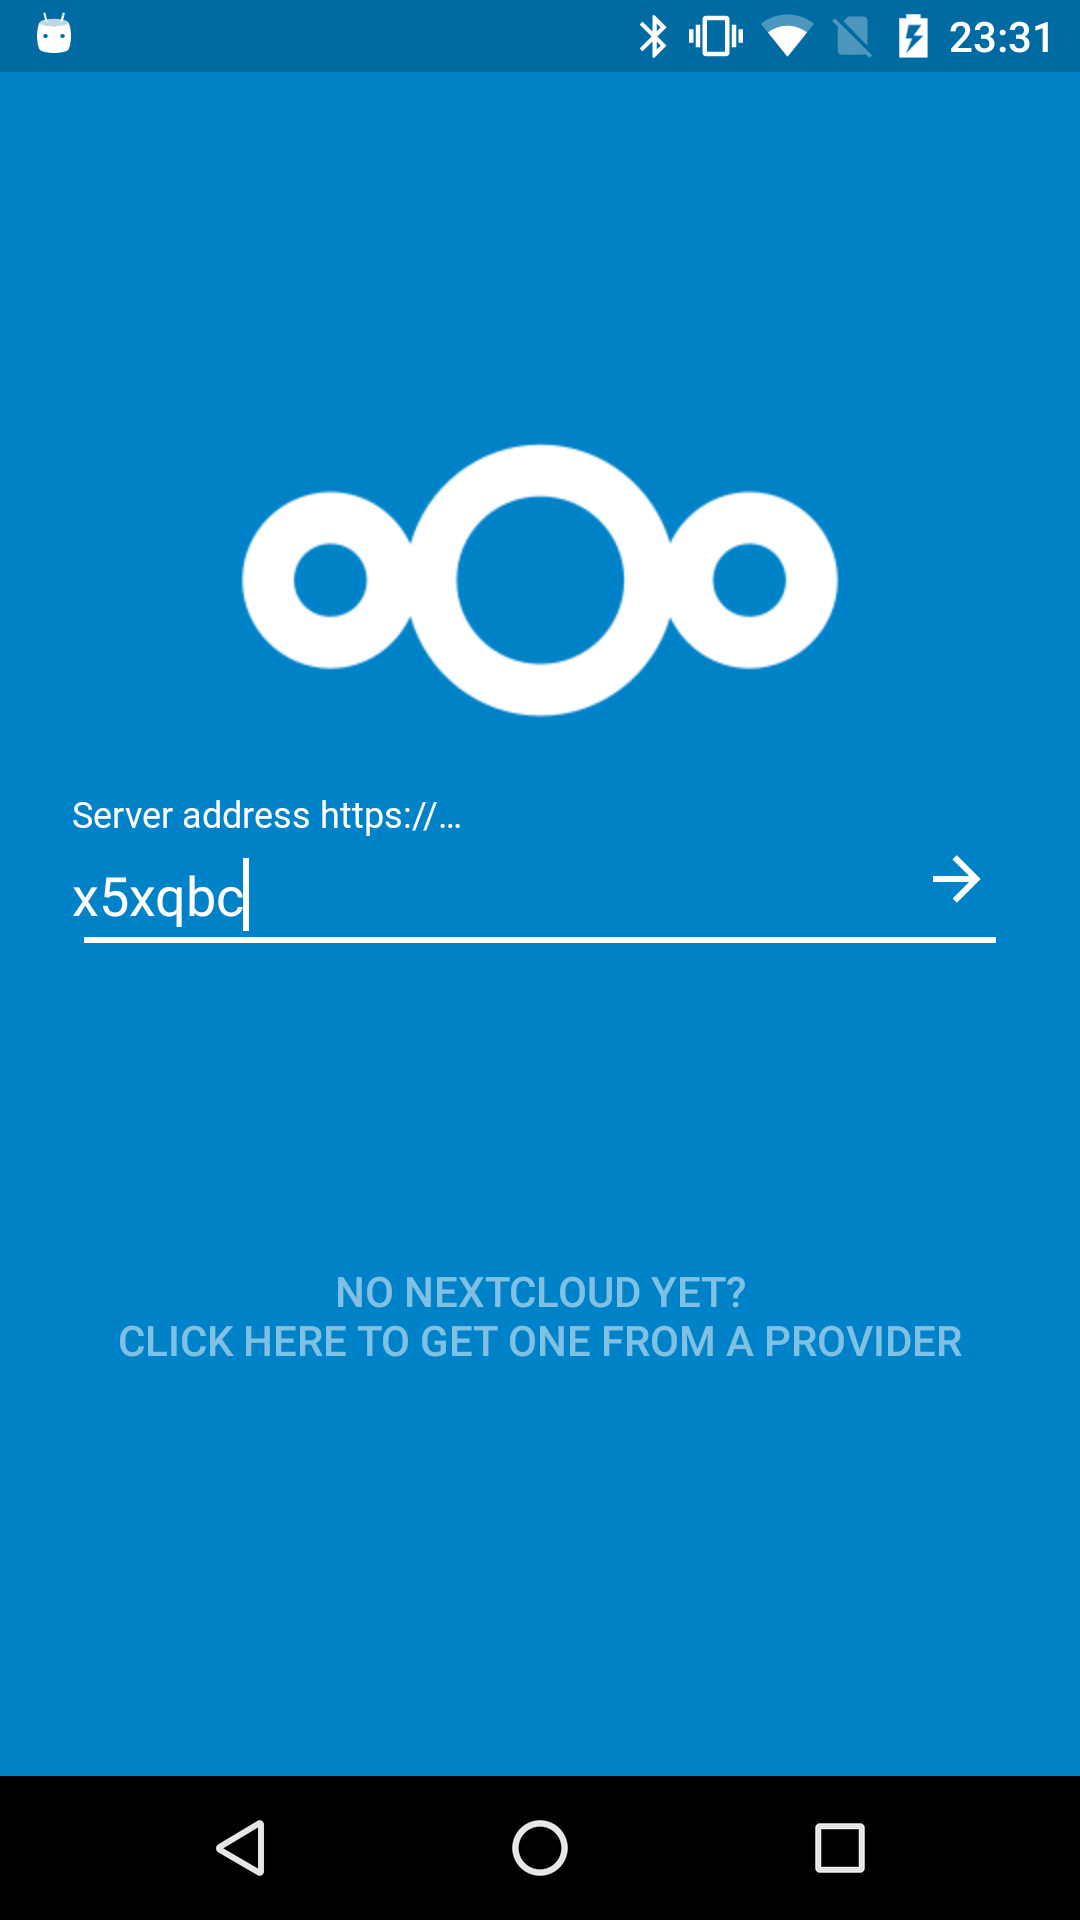 23:31
Server address https://…
x5xqbc
NO NEXTCLOUD YET?
CLICK HERE TO GET ONE FROM A PROVIDER